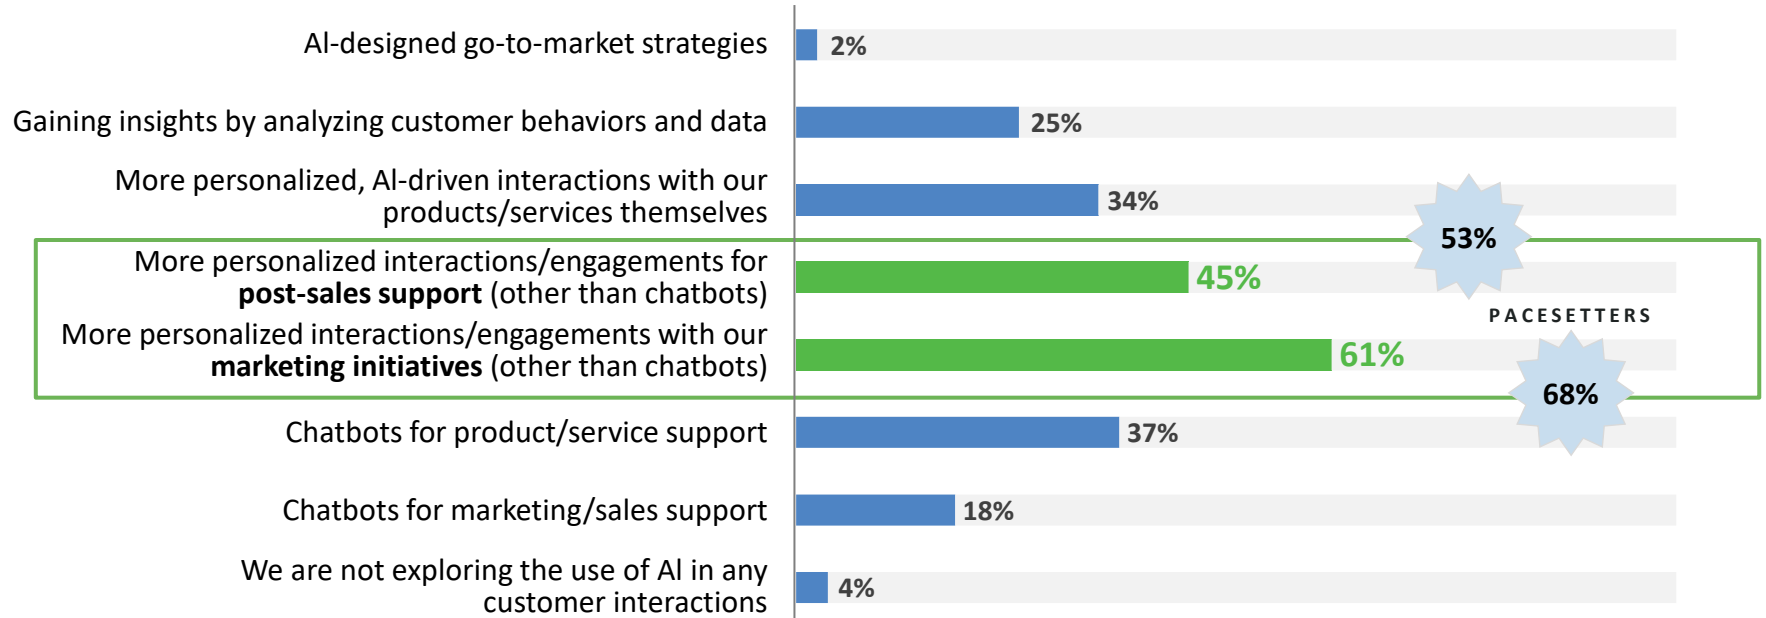 AI-designed go-to-market strategies
2%
Gaining insights by analyzing customer behaviors and data
25%
More personalized, AI-driven interactions with our
products/services themselves
34%
53%
More personalized interactions/engagements for
post-sales support (other than chatbots)
45%
PACESETTERS
More personalized interactions/engagements with our
marketing initiatives (other than chatbots)
61%
68%
Chatbots for product/service support
37%
Chatbots for marketing/sales support
18%
We are not exploring the use of AI in any
customer interactions
4%